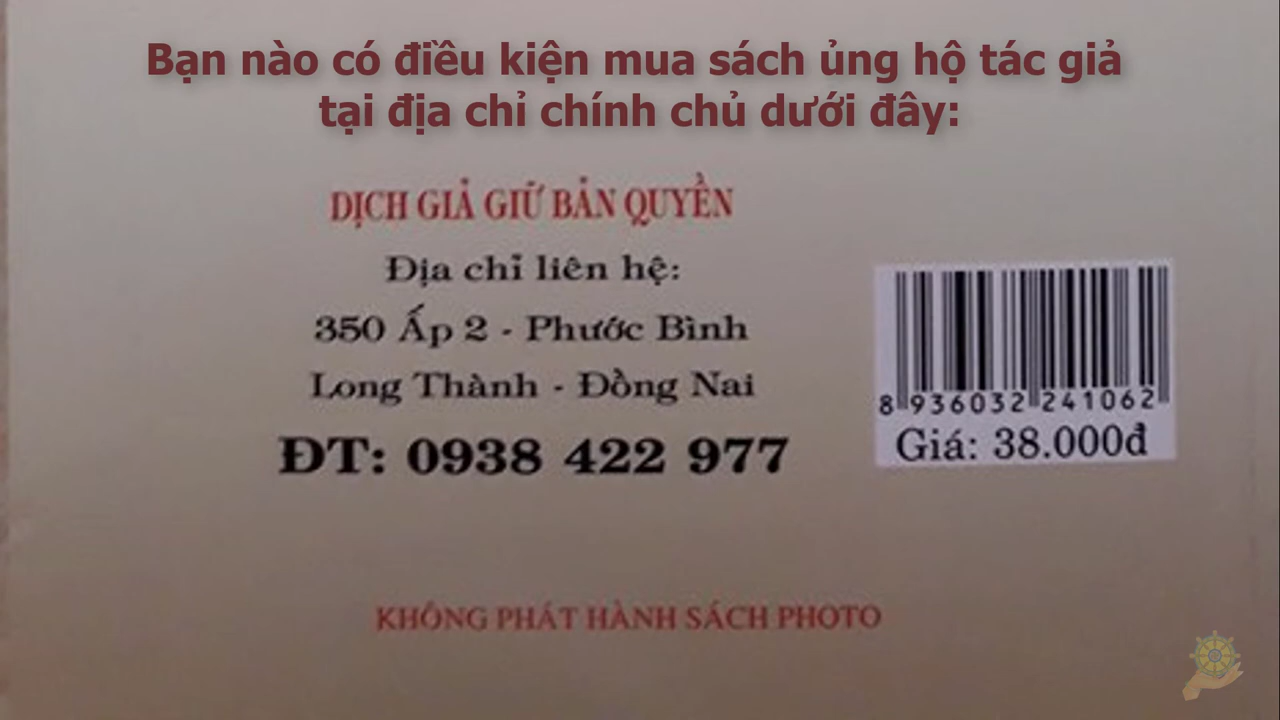 Bạn nào có điều kiện mua sách ủng hộ tác giả
tại địa chỉ chính chủ dưới đây:
DỊCH GIẢ GIỮ BẢN QUYỀN
Địa chỉ liên hệ:
350 Ấp 2 - Phước Bình
Long Thành - Đồng Nai
ĐT: 0938 422 977
8 936032 241062
Giá: 38.000đ
KHÔNG PHÁT HÀNH SÁCH PHOTO